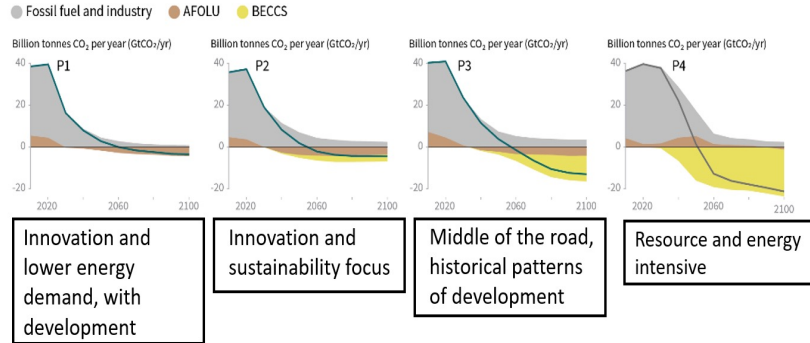 Fossil fuel and industry AFOLU BECCS
Billion tonnes CO₂ per year (GtCO₂/yr)
P1
40
20
0
-20
2020 2060 2100
Innovation and
lower energy
demand, with
development
Billion tonnes CO₂ per year (GtCO₂/yr)
P2
40
20
0
-20
2020 2060 2100
Innovation and
sustainability focus
Billion tonnes CO₂ per year (GtCO₂/yr)
P3
40
20
0
-20
2020 2060 2100
Middle of the road,
historical patterns
of development
Billion tonnes CO₂ per year (GtCO₂/yr)
P4
40
20
0
-20
2020 2060 2100
Resource and energy
intensive